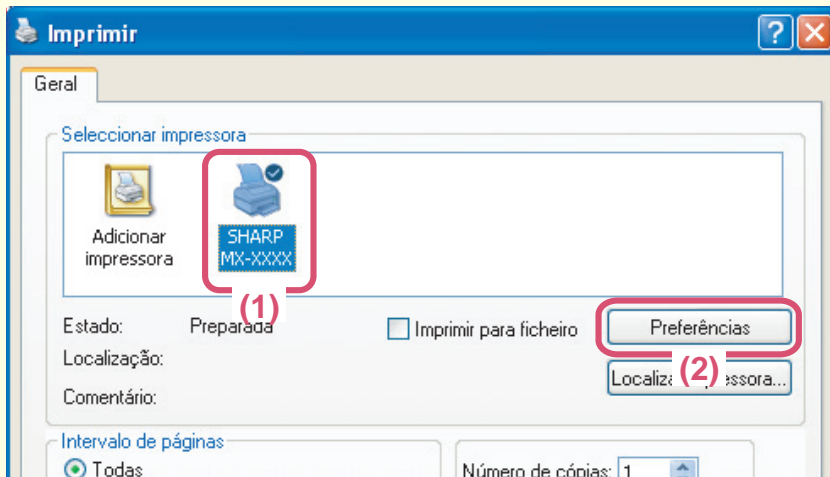 Imprimir
Geral
Seleccionar impressora
Adicionar
impressora
SHARP
MX-XXXX
(1)
Estado: Preparada
Imprimir para ficheiro
Preferências
(2)
Localização:
Comentário:
Intervalo de páginas
Todas
Número de cópias: 1